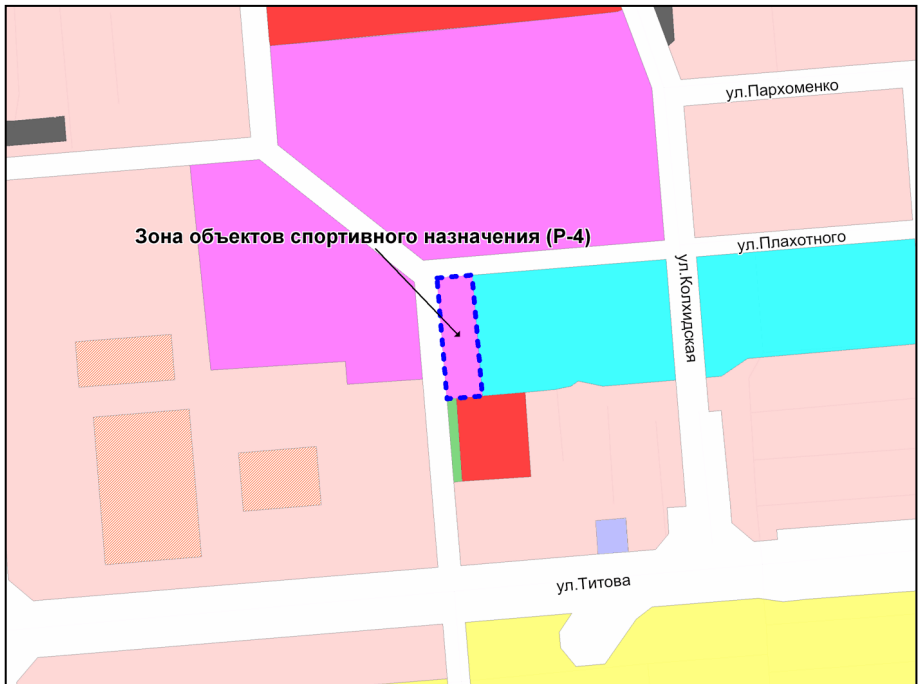 ул.Пархоменко
Зона объектов спортивного назначения (Р-4)
ул.Плахотного
ул.Колхидская
ул.Титова